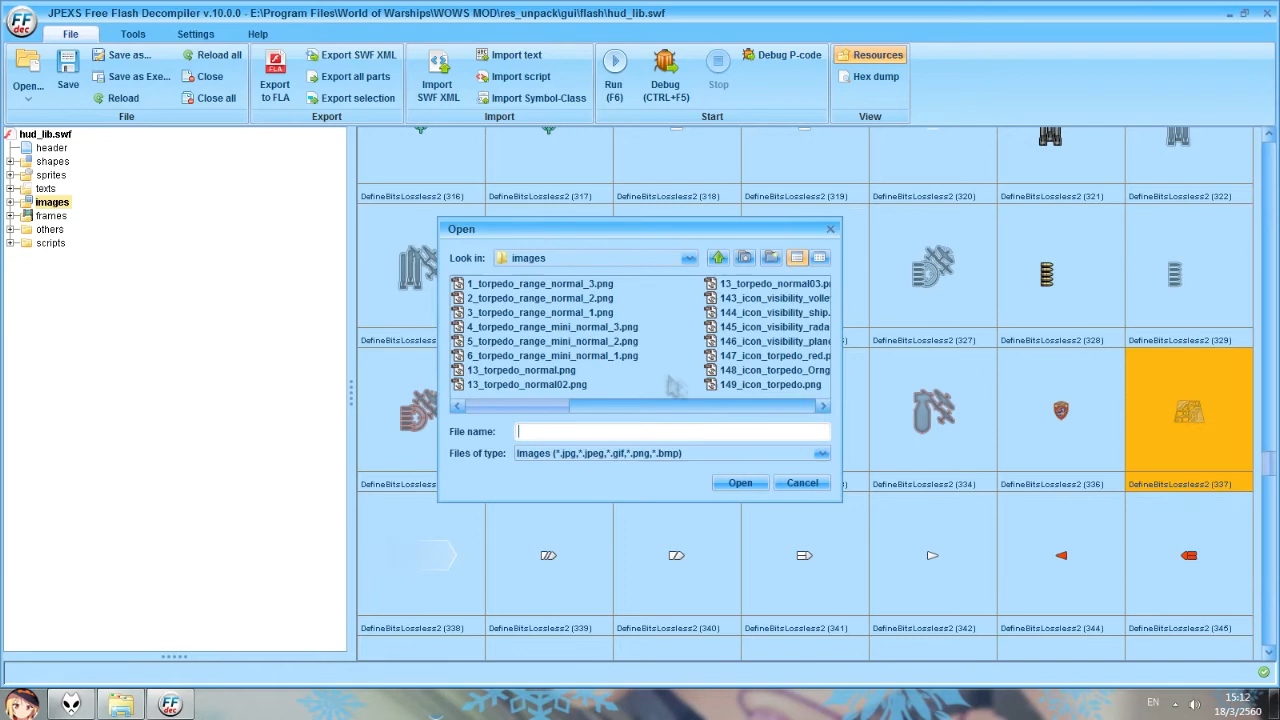 JPEXS Free Flash Decompiler v.10.0.0 - E:\Program Files\World of Warships\WOWS MOD\res_unpack\gui\flash\hud_lib.swf
FF dec
File Tools Settings Help
Open...
Save
Save as...
Save as Exe...
Reload
Reload all
Close
Close all
File
Export to FLA
Export SWF XML
Export all parts
Export selection
Export
Import SWF XML
Import text
Import script
Import Symbol-Class
Import
Run (F6)
Debug (CTRL+F5)
Stop
Debug P-code
Start
Resources
Hex dump
View
hud_lib.swf
header
shapes
sprites
texts
images
frames
others
scripts
DefineBitsLossless2 (316) DefineBitsLossless2 (317) DefineBitsLossless2 (318) DefineBitsLossless2 (319) DefineBitsLossless2 (320) DefineBitsLossless2 (321) DefineBitsLossless2 (322)
Open
Look in: images
1_torpedo_range_normal_3.png
2_torpedo_range_normal_2.png
3_torpedo_range_normal_1.png
4_torpedo_range_mini_normal_3.png
5_torpedo_range_mini_normal_2.png
6_torpedo_range_mini_normal_1.png
13_torpedo_normal.png
13_torpedo_normal02.png
13_torpedo_normal03.pn
143_icon_visibility_volle
144_icon_visibility_ship.
145_icon_visibility_rada
146_icon_visibility_plane
147_icon_torpedo_red.p
148_icon_torpedo_Orng
149_icon_torpedo.png
File name:
Files of type: Images (*.jpg,*.jpeg,*.gif,*.png,*.bmp)
Open Cancel
DefineBitsLossless2 (327) DefineBitsLossless2 (328) DefineBitsLossless2 (329)
DefineBitsLossless2 (334) DefineBitsLossless2 (336) DefineBitsLossless2 (337)
DefineBitsLossless2 (338) DefineBitsLossless2 (339) DefineBitsLossless2 (340) DefineBitsLossless2 (341) DefineBitsLossless2 (342) DefineBitsLossless2 (344) DefineBitsLossless2 (345)
FF dec
EN
15:12
18/3/2560